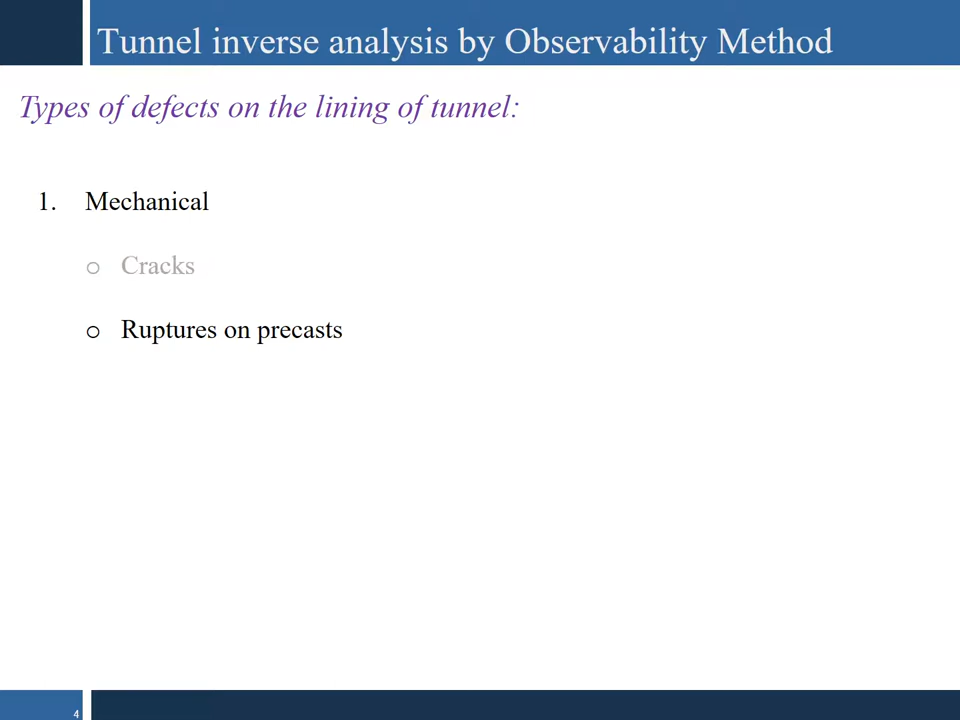 Tunnel inverse analysis by Observability Method
Types of defects on the lining of tunnel:
1. Mechanical
o Cracks
o Ruptures on precasts
4